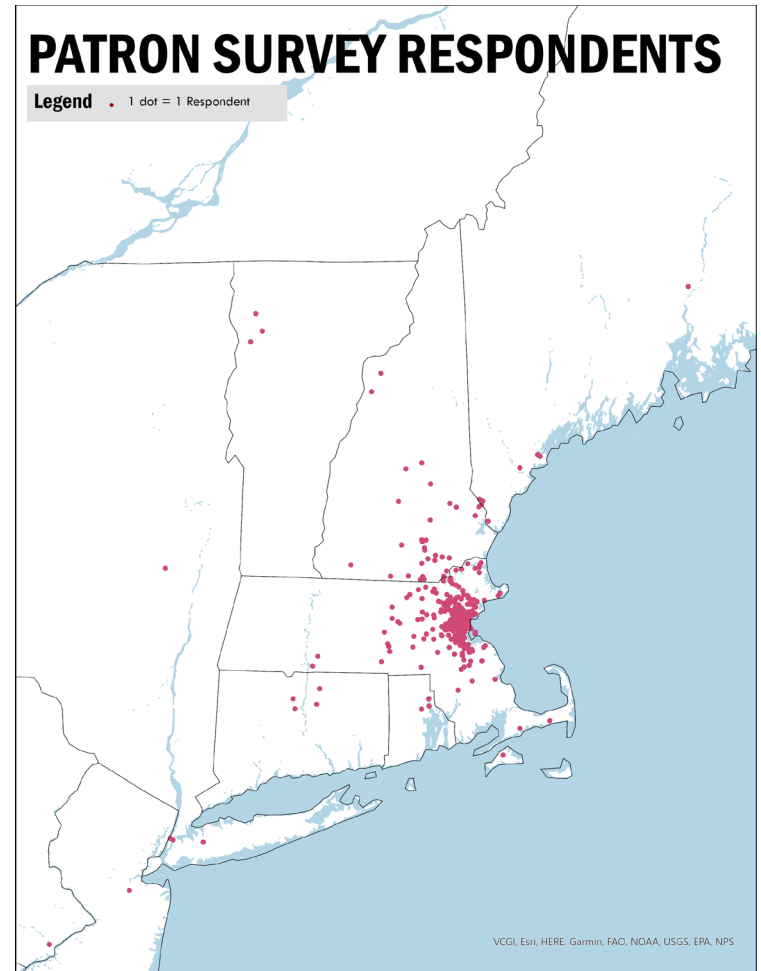 PATRON SURVEY RESPONDENTS
Legend 1 dot = 1 Respondent
VCGI, Esri, HERE, Garmin, FAO, NOAA, USGS, EPA, NPS